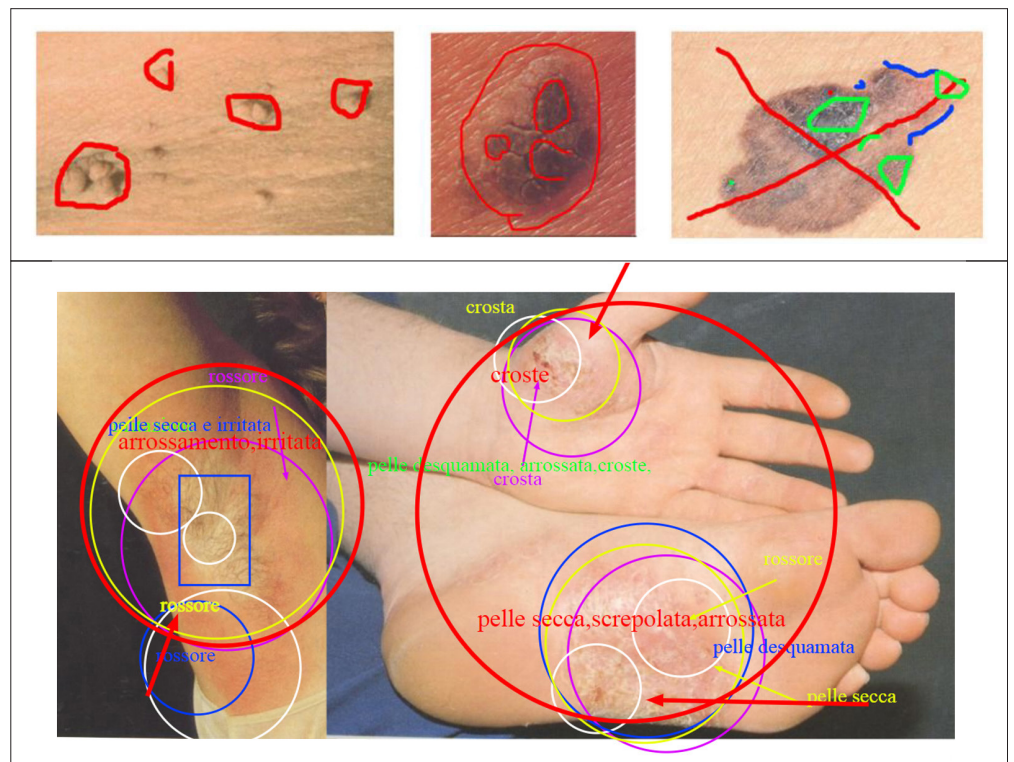 crosta
rossore
croste
pelle secca e irritata
arrossamento,irritata
pelle desquamata, arrossata,croste,
crosta
rossore
rossore
pelle secca,screpolata,arrossata
pelle desquamata
rossore
pelle secca